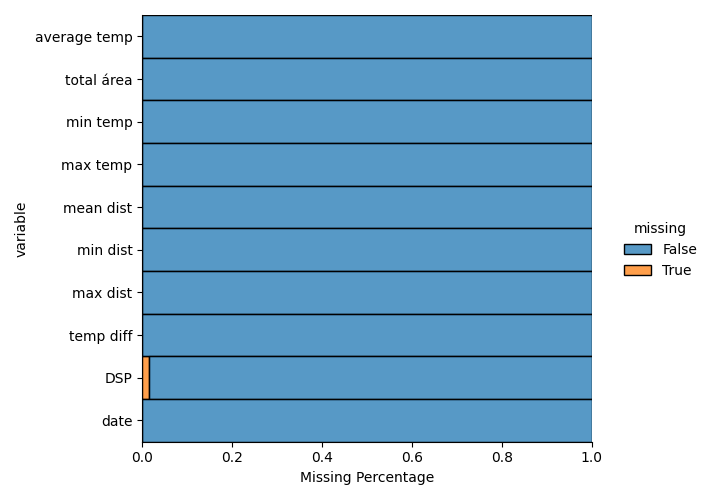 average temp
total área
min temp
max temp
mean dist
min dist
max dist
temp diff
DSP
date
variable
0.0 0.2 0.4 0.6 0.8 1.0
Missing Percentage
missing
False
True